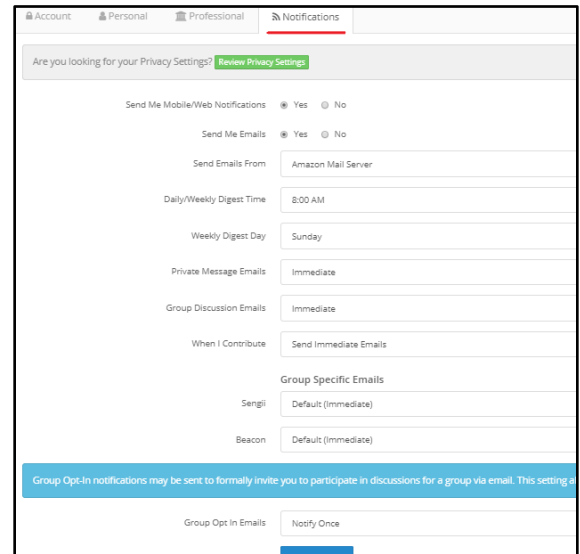 Account Personal Professional Notifications
Are you looking for your Privacy Settings? Review Privacy Settings
Send Me Mobile/Web Notifications Yes No
Send Me Emails Yes No
Send Emails From Amazon Mail Server
Daily/Weekly Digest Time 8:00 AM
Weekly Digest Day Sunday
Private Message Emails Immediate
Group Discussion Emails Immediate
When I Contribute Send Immediate Emails
Group Specific Emails
Sengii Default (Immediate)
Beacon Default (Immediate)
Group Opt-In notifications may be sent to formally invite you to participate in discussions for a group via email. This setting
Group Opt In Emails Notify Once